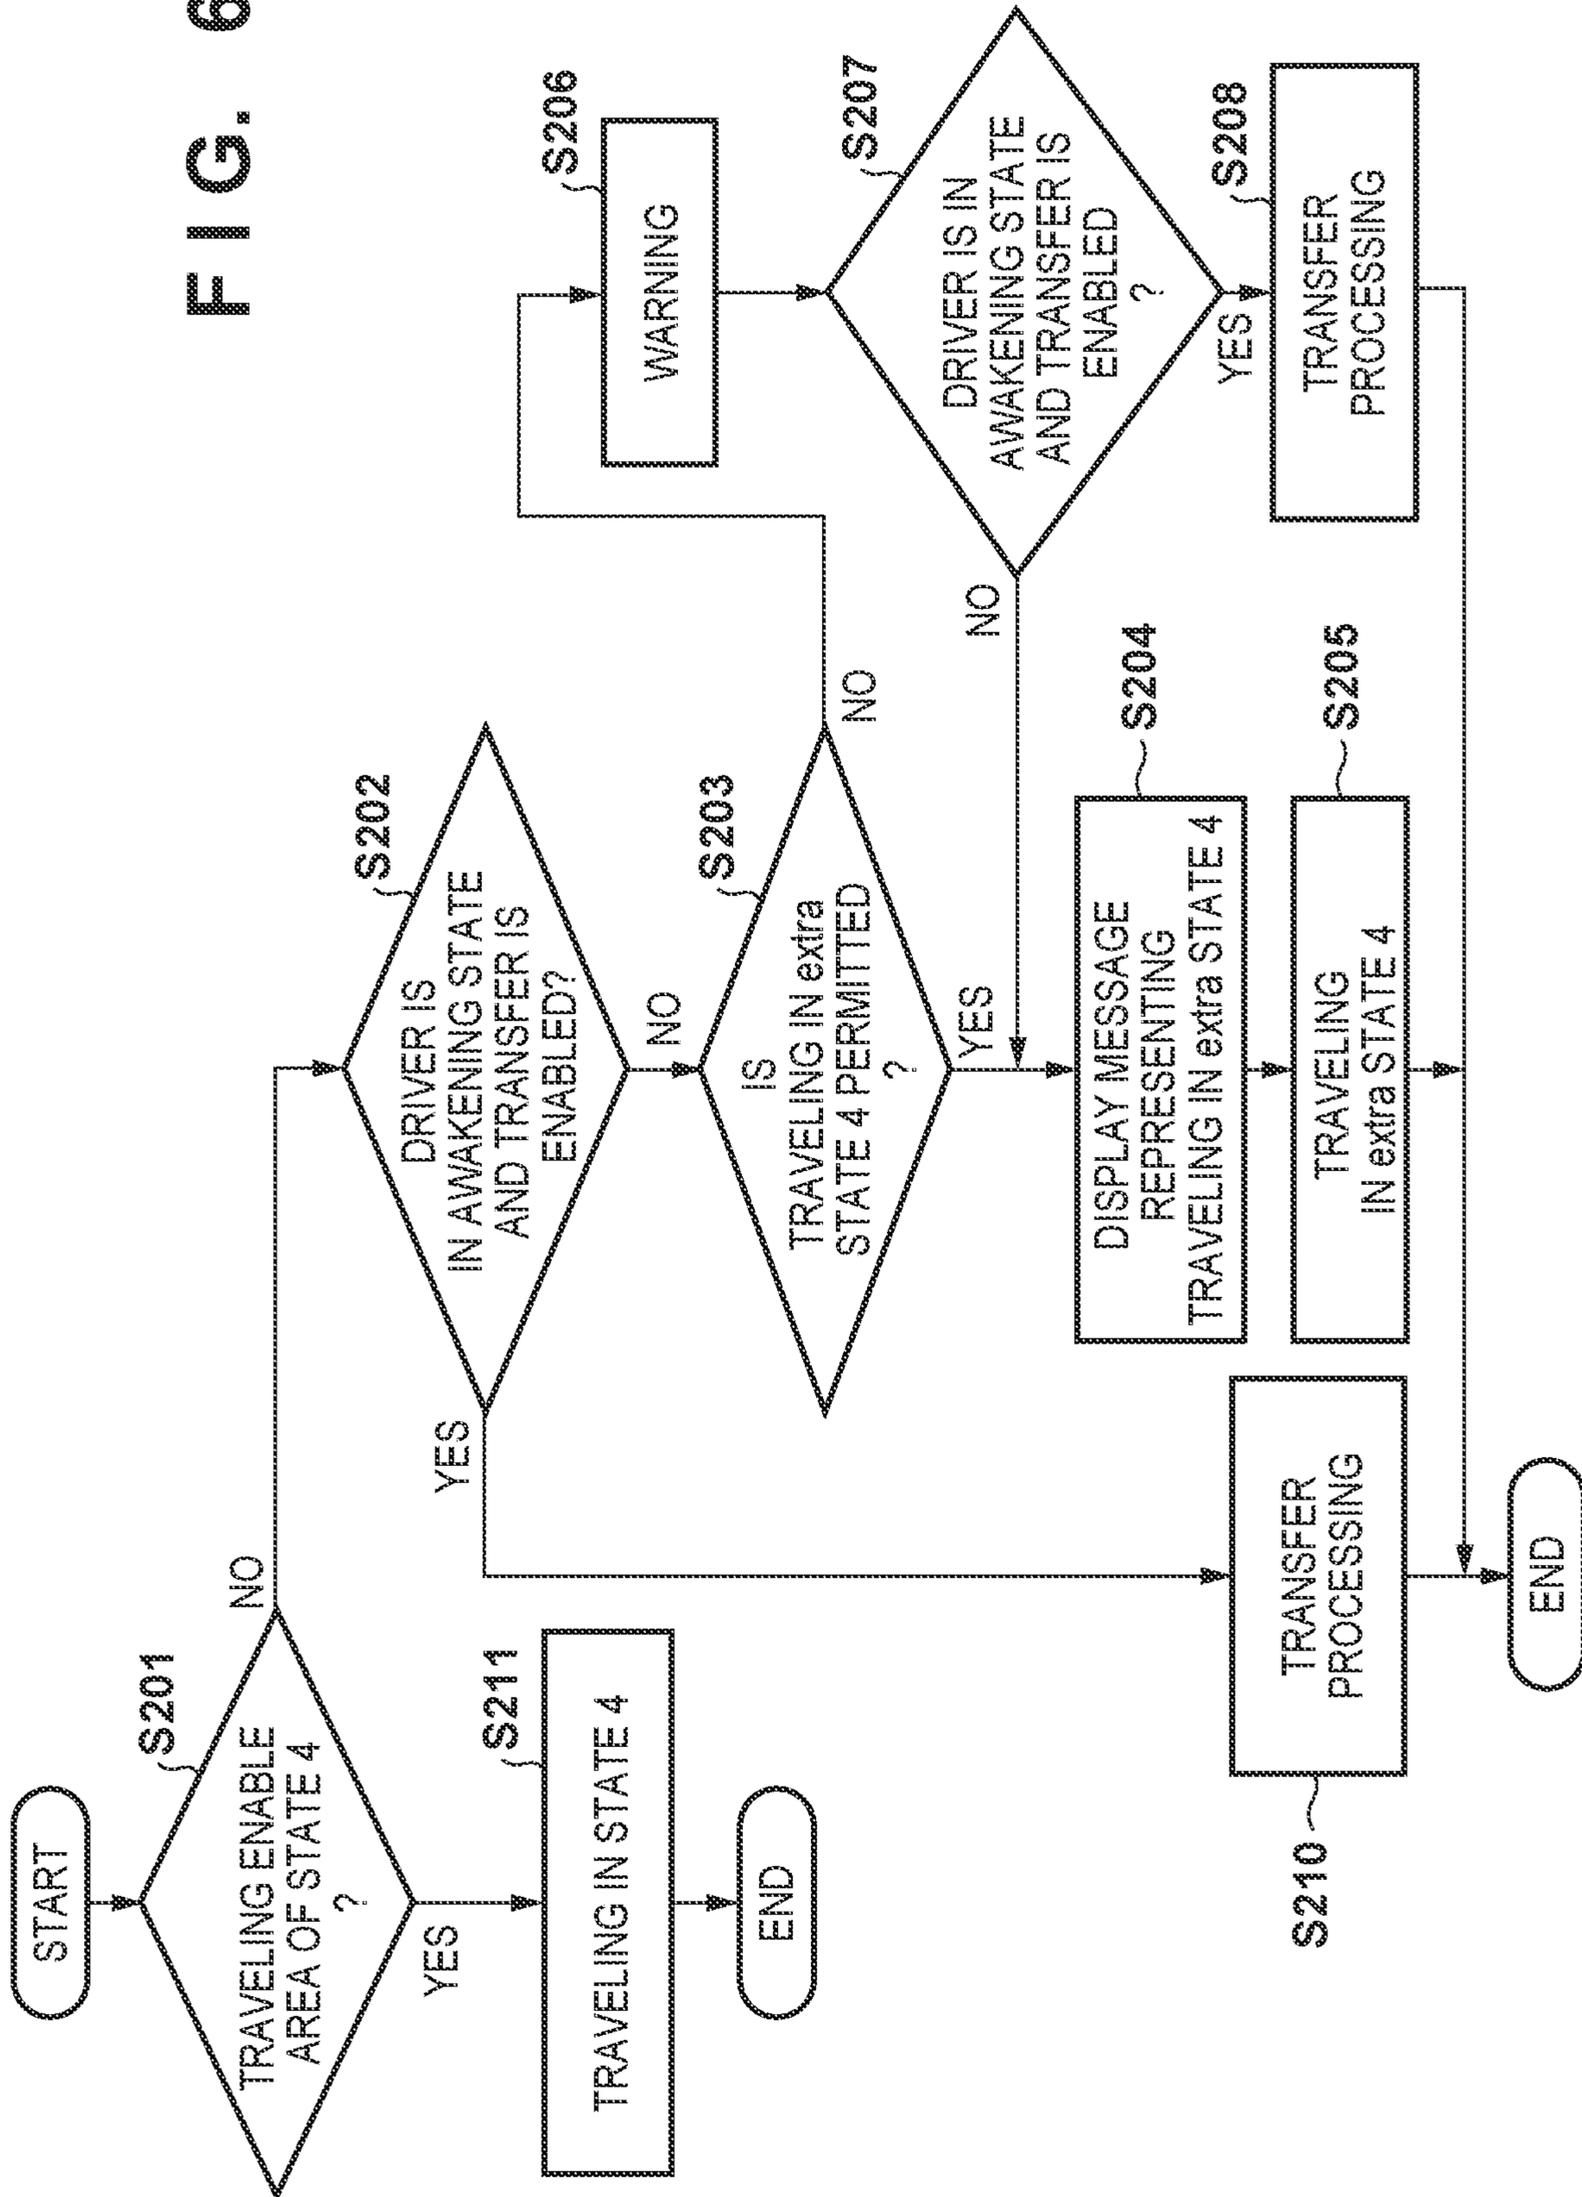 FIG. 6
START
S201
TRAVELING ENABLE
AREA OF STATE 4
?
NO
YES
S211
TRAVELING IN STATE 4
END
S202
DRIVER IS
IN AWAKENING STATE
AND TRANSFER IS
ENABLED?
YES
NO
S203
IS
TRAVELING IN extra
STATE 4 PERMITTED
?
NO
YES
S204
DISPLAY MESSAGE
REPRESENTING
TRAVELING IN extra STATE 4
S205
TRAVELING
IN extra STATE 4
S206
WARNING
S207
DRIVER IS IN
AWAKENING STATE
AND TRANSFER IS
ENABLED
?
NO
YES
S208
TRANSFER
PROCESSING
S210
TRANSFER
PROCESSING
END